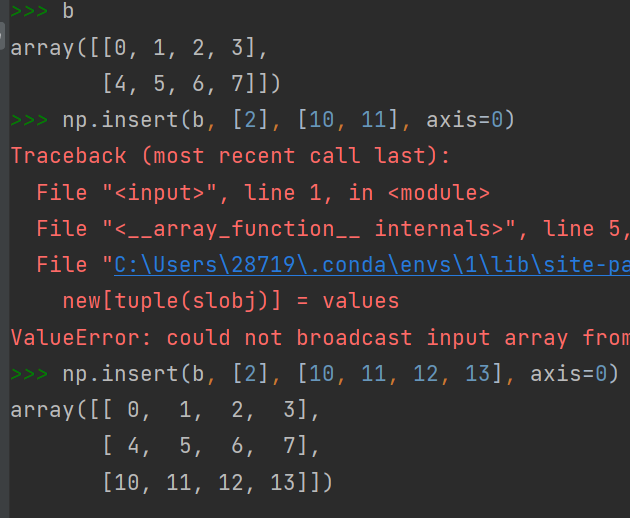 >>> b
array([[0, 1, 2, 3],
       [4, 5, 6, 7]])
>>> np.insert(b, [2], [10, 11], axis=0)
Traceback (most recent call last):
  File "<input>", line 1, in <module>
  File "<__array_function__ internals>", line 5,
  File "C:\Users\28719\.conda\envs\1\lib\site-pa
    new[tuple(slobj)] = values
ValueError: could not broadcast input array from
>>> np.insert(b, [2], [10, 11, 12, 13], axis=0)
array([[ 0,  1,  2,  3],
       [ 4,  5,  6,  7],
       [10, 11, 12, 13]])